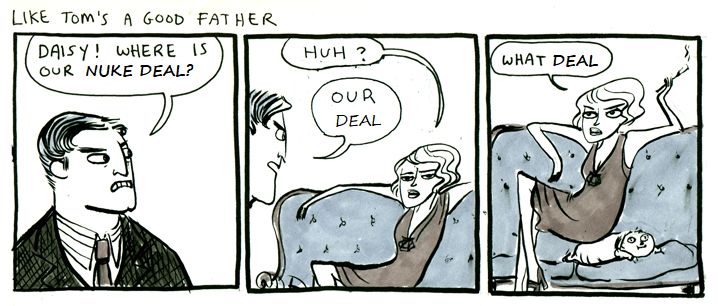 LIKE TOM'S A GOOD FATHER
DAISY! WHERE IS
OUR NUKE DEAL?
HUH?
OUR
DEAL
WHAT DEAL